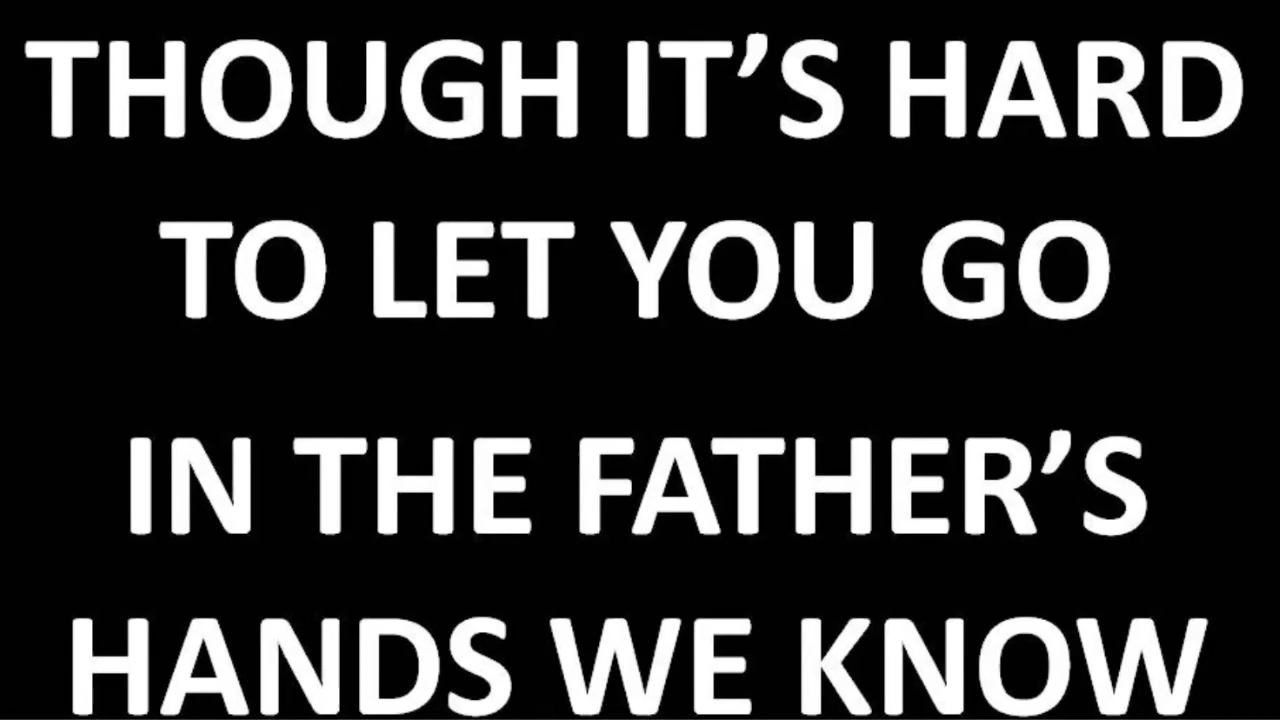 THOUGH IT’S HARD
TO LET YOU GO
IN THE FATHER’S
HANDS WE KNOW